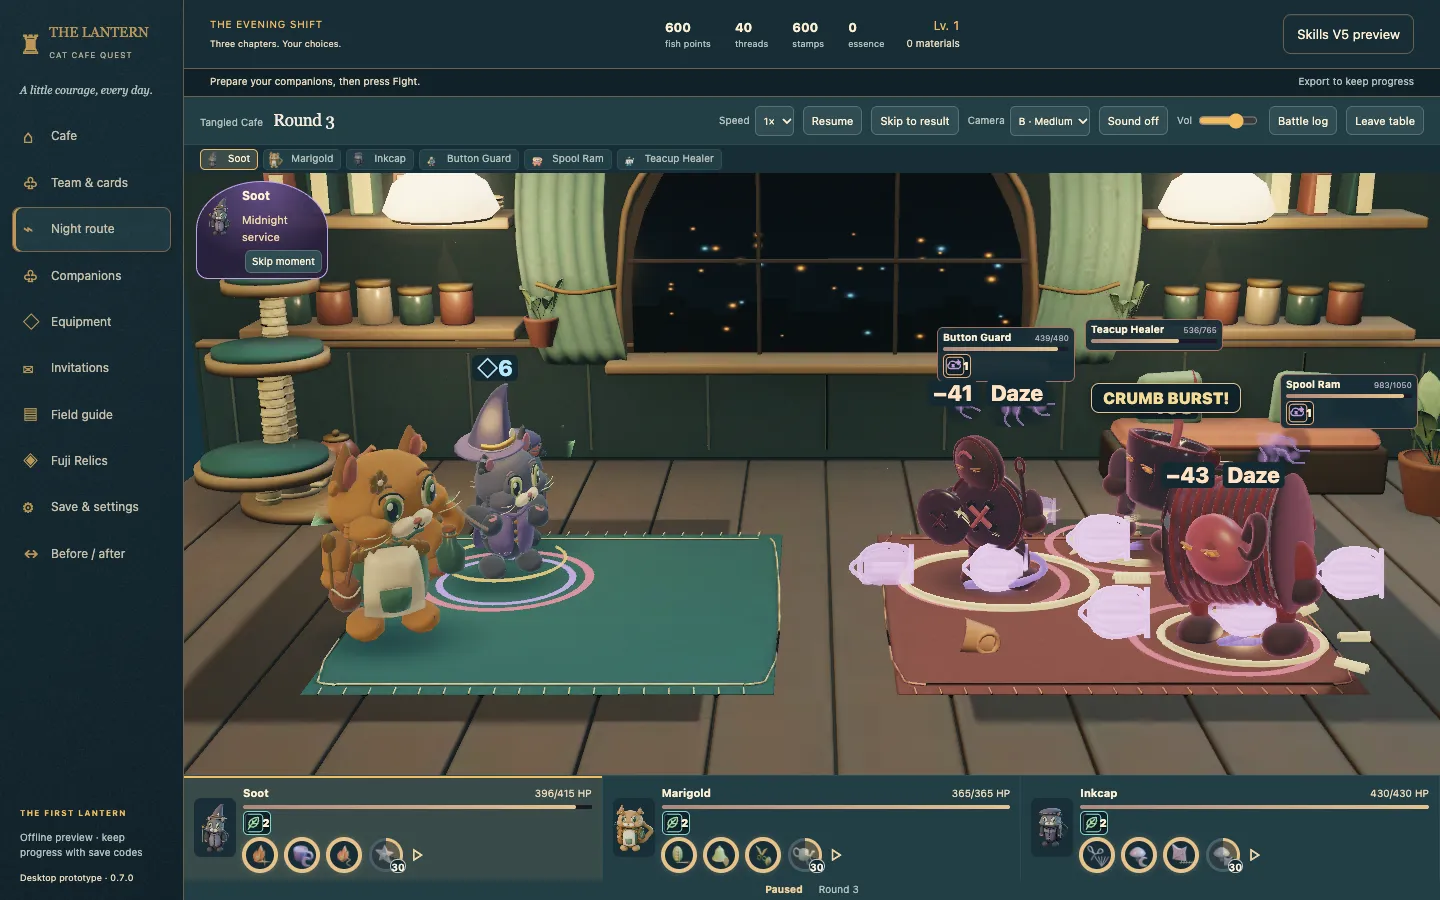 THE LANTERN
CAT CAFE QUEST
A little courage, every day.
Cafe
Team & cards
Night route
Companions
Equipment
Invitations
Field guide
Fuji Relics
Save & settings
Before / after
THE FIRST LANTERN
Offline preview · keep
progress with save codes
Desktop prototype · 0.7.0
THE EVENING SHIFT
Three chapters. Your choices.
600 40 600 0 Lv. 1
fish points threads stamps essence 0 materials
Skills V5 preview
Prepare your companions, then press Fight.
Export to keep progress
Tangled Cafe Round 3
Speed 1x Resume Skip to result Camera B · Medium Sound off Vol Battle log Leave table
Soot Marigold Inkcap Button Guard Spool Ram Teacup Healer
Soot
Midnight
service
Skip moment
6
Button Guard 439/480
1
-41 Daze
Teacup Healer 536/765
CRUMB BURST!
Spool Ram 983/1050
1
-43 Daze
Soot 396/415 HP
2
30
Marigold 365/365 HP
2
30
Inkcap 430/430 HP
2
30
Paused Round 3